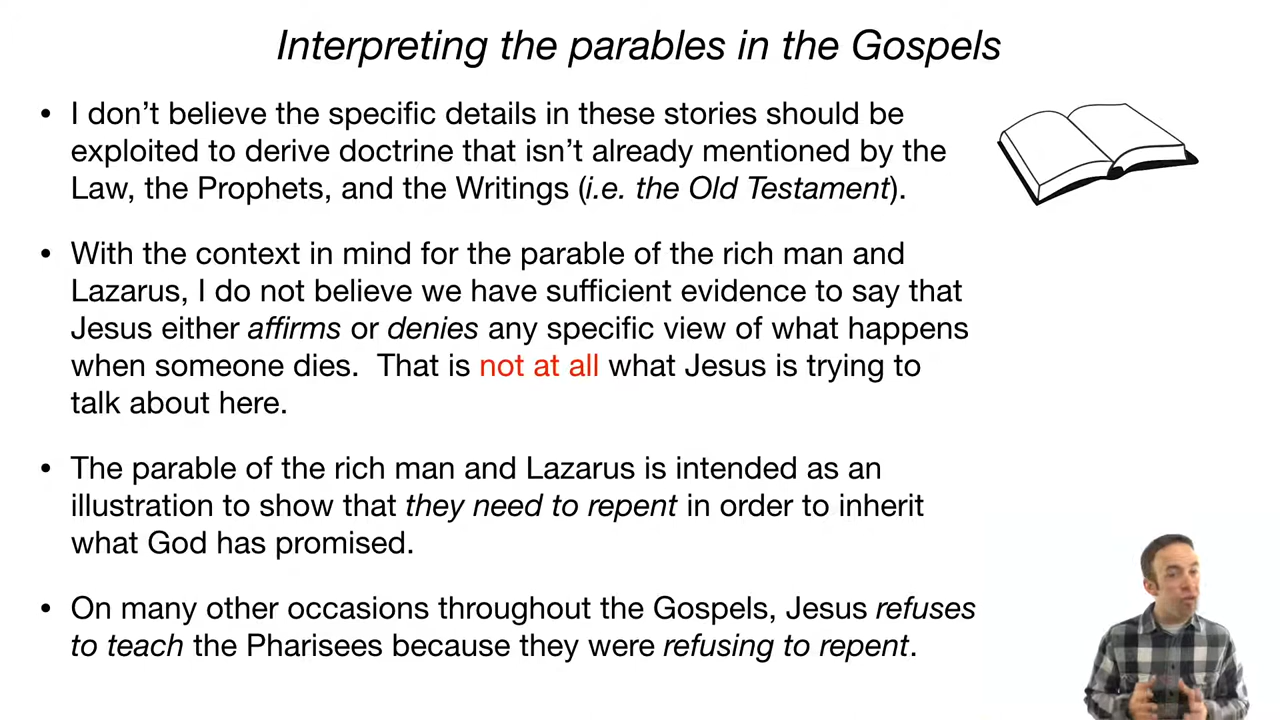 Interpreting the parables in the Gospels
• I don’t believe the specific details in these stories should be
exploited to derive doctrine that isn’t already mentioned by the
Law, the Prophets, and the Writings (i.e. the Old Testament).
• With the context in mind for the parable of the rich man and
Lazarus, I do not believe we have sufficient evidence to say that
Jesus either affirms or denies any specific view of what happens
when someone dies.  That is not at all what Jesus is trying to
talk about here.
• The parable of the rich man and Lazarus is intended as an
illustration to show that they need to repent in order to inherit
what God has promised.
• On many other occasions throughout the Gospels, Jesus refuses
to teach the Pharisees because they were refusing to repent.